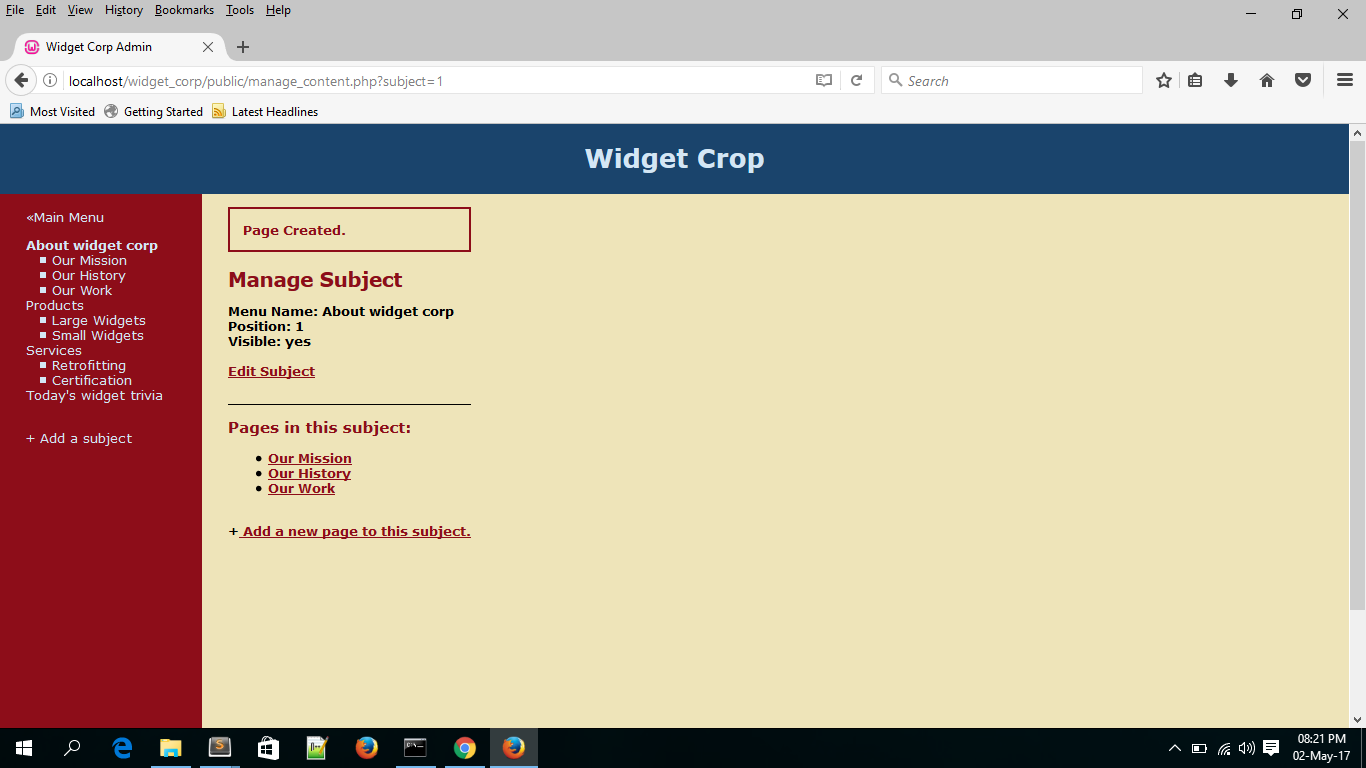 File Edit View History Bookmarks Tools Help
Widget Corp Admin
localhost/widget_corp/public/manage_content.php?subject=1
Search
Most Visited Getting Started Latest Headlines
Widget Crop
«Main Menu
About widget corp
Our Mission
Our History
Our Work
Products
Large Widgets
Small Widgets
Services
Retrofitting
Certification
Today's widget trivia
+ Add a subject
Page Created.
Manage Subject
Menu Name: About widget corp
Position: 1
Visible: yes
Edit Subject
Pages in this subject:
Our Mission
Our History
Our Work
+ Add a new page to this subject.
08:21 PM
02-May-17